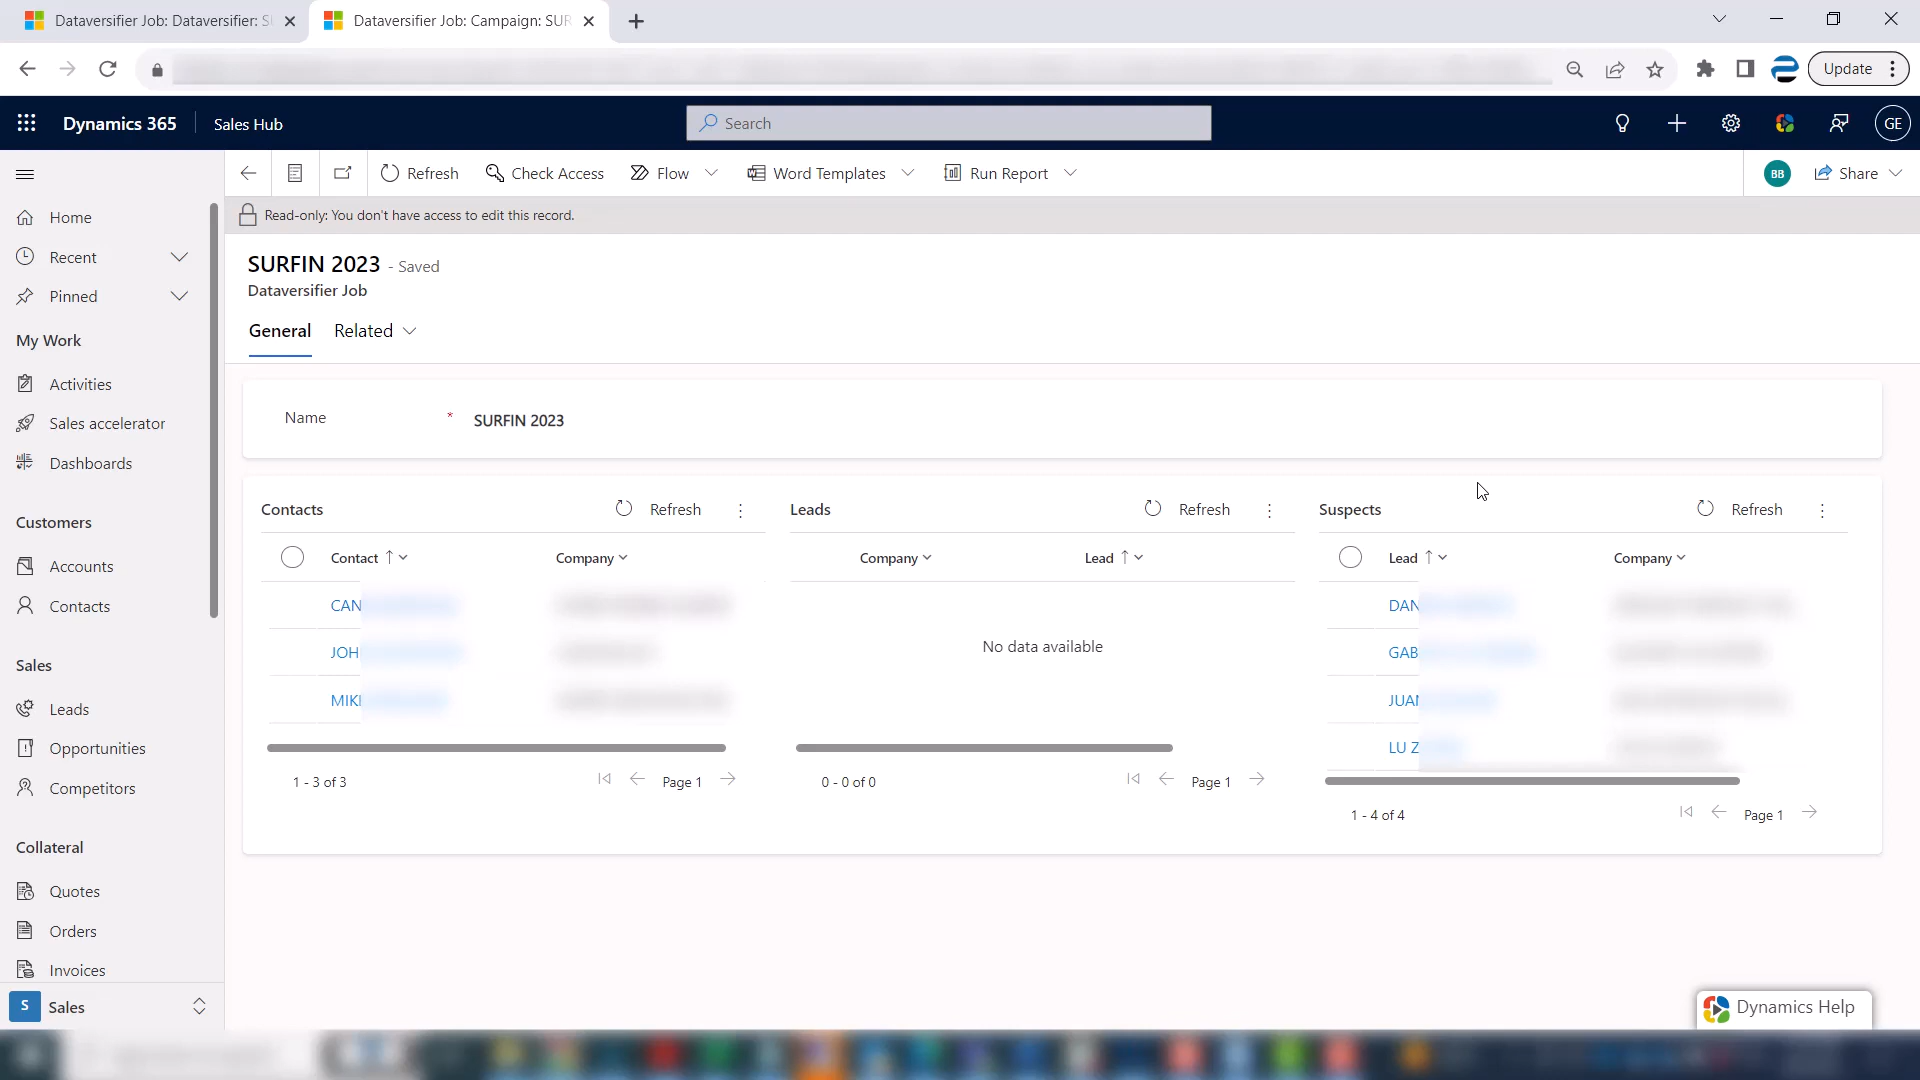 Dataversifier Job: Dataversifier: S
Dataversifier Job: Campaign: SUR
Update
Dynamics 365
Sales Hub
Search
GE
Refresh
Check Access
Flow
Word Templates
Run Report
BB
Share
Read-only: You don't have access to edit this record.
Home
Recent
Pinned
My Work
Activities
Sales accelerator
Dashboards
Customers
Accounts
Contacts
Sales
Leads
Opportunities
Competitors
Collateral
Quotes
Orders
Invoices
S Sales
SURFIN 2023 - Saved
Dataversifier Job
General Related
Name * SURFIN 2023
Contacts Refresh
Contact Company
CAN
JOH
MIK
1 - 3 of 3 Page 1
Leads Refresh
Company Lead
No data available
0 - 0 of 0 Page 1
Suspects Refresh
Lead Company
DAN
GAB
JUAN
LU Z
1 - 4 of 4 Page 1
Dynamics Help